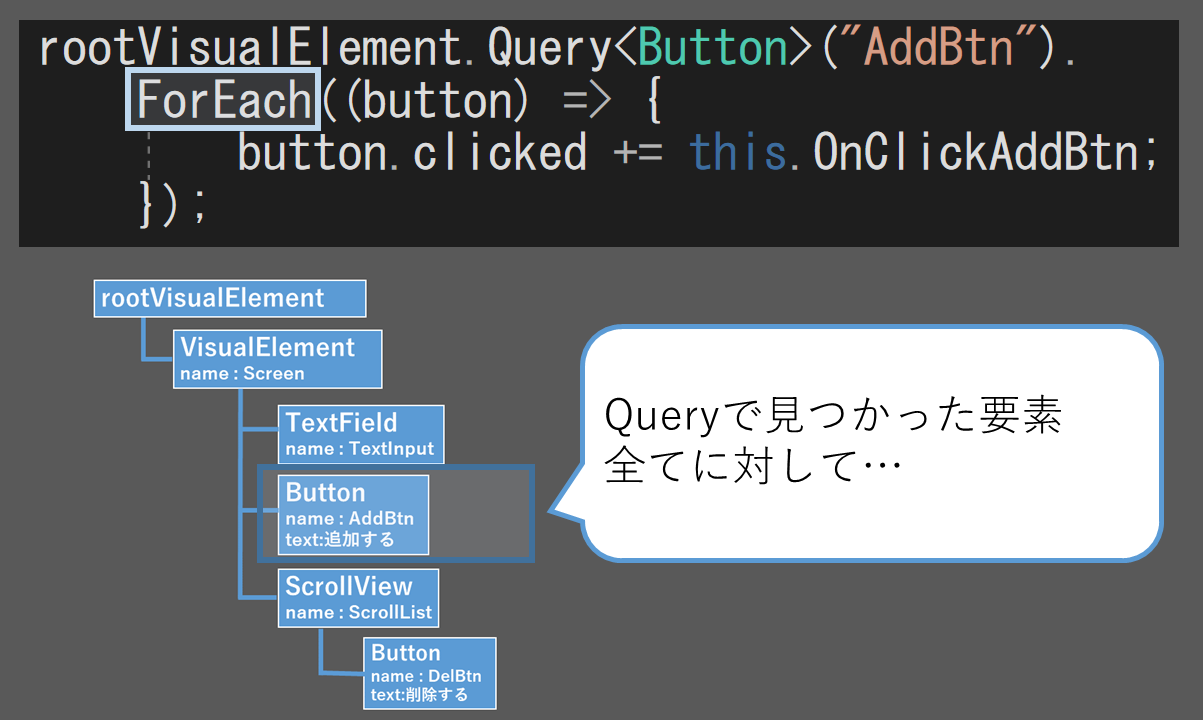 rootVisualElement.Query<Button>("AddBtn").
ForEach((button) => {
button.clicked += this.OnClickAddBtn;
});
rootVisualElement
VisualElement
name : Screen
TextField
name : TextInput
Button
name : AddBtn
text:追加する
ScrollView
name : ScrollList
Button
name : DelBtn
text:削除する
Queryで見つかった要素
全てに対して…